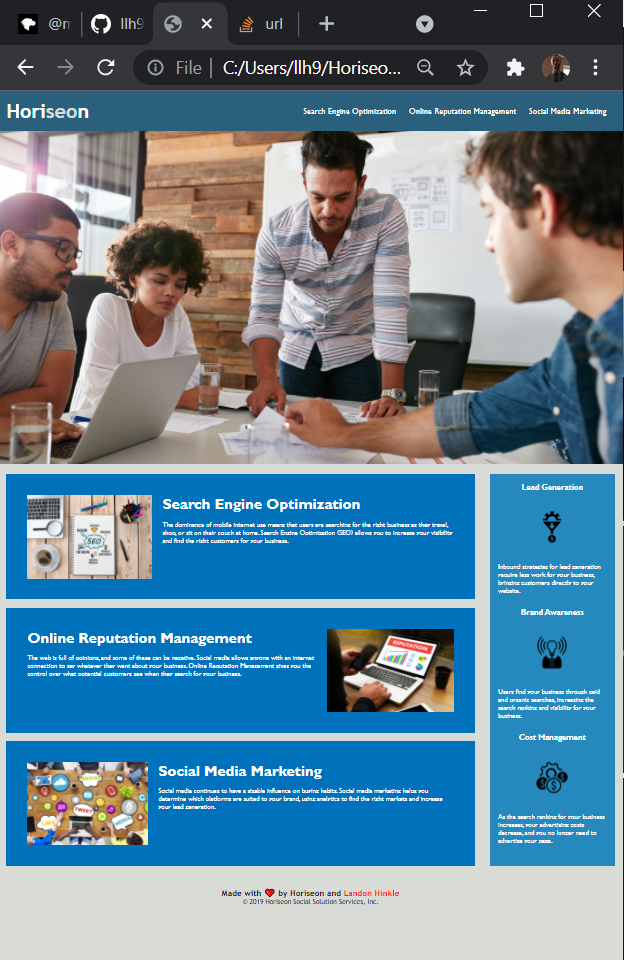 @n
llh9
url
File
C:/Users/llh9/Horiseo...
Horiseon
Search Engine Optimization Online Reputation Management Social Media Marketing
Search Engine Optimization
The dominance of mobile internet use means that users are searching for the right business as they travel,
shop, or sit on their couch at home. Search Engine Optimization (SEO) allows you to increase your visibility
and find the right customers for your business.
Online Reputation Management
The web is full of opinions, and some of these can be negative. Social media allows anyone with an internet
connection to say whatever they want about your business. Online Reputation Management gives you the
control over what potential customers see when they search for your business.
REPUTATION
Social Media Marketing
Social media continues to have a sizable influence on buying habits. Social media marketing helps you
determine which platforms are suited to your brand, using analytics to find the right markets and increase
your lead generation.
SEO
TWEET
LIKE
MEDIA
Lead Generation
Inbound strategies for lead generation
require less work for your business,
bringing customers directly to your
website.
Brand Awareness
Users find your business through paid
and organic searches, increasing the
search ranking and visibility for your
business.
Cost Management
As the search ranking for your business
increases, your advertising costs
decrease, and you no longer need to
advertise your page.
Made with ❤️ by Horiseon and Landon Hinkle
© 2019 Horiseon Social Solution Services, Inc.